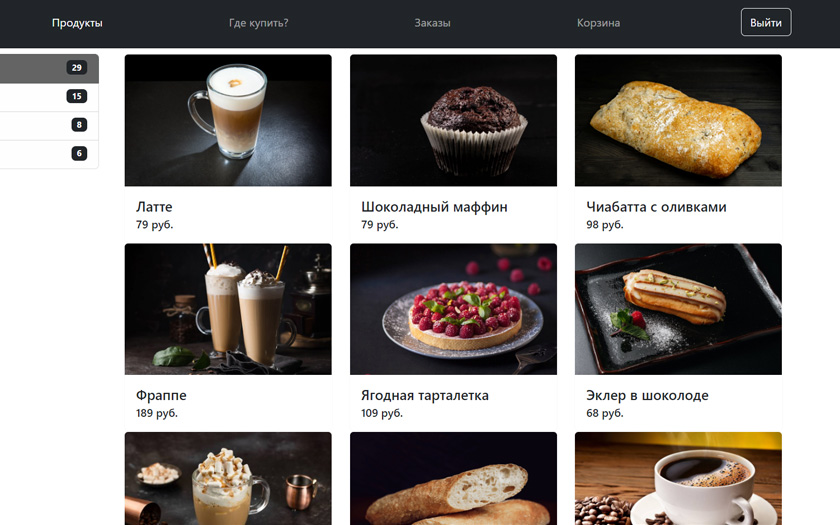 Продукты
Где купить?
Заказы
Корзина
Выйти
29
15
8
6
Латте
79 руб.
Шоколадный маффин
79 руб.
Чиабатта с оливками
98 руб.
Фраппе
189 руб.
Ягодная тарталетка
109 руб.
Эклер в шоколоде
68 руб.